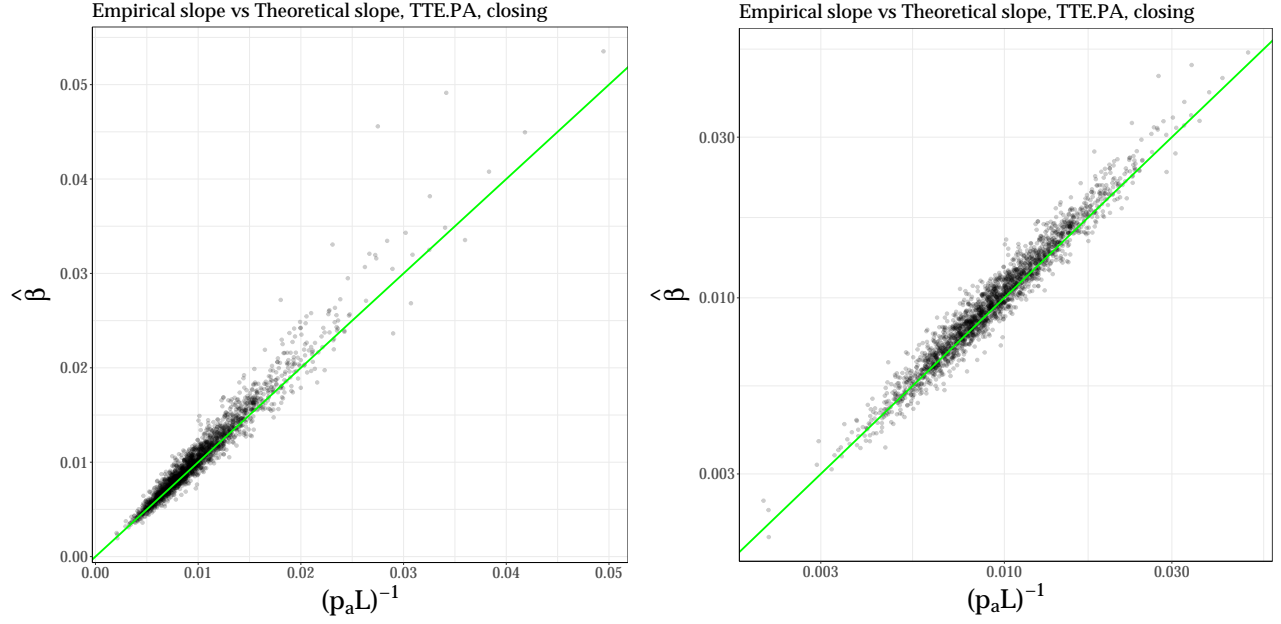 Empirical slope vs Theoretical slope, TTE.PA, closing
0.05
0.04
0.03
0.02
0.01
0.00
β̂
0.00 0.01 0.02 0.03 0.04 0.05
(pₐL)⁻¹
Empirical slope vs Theoretical slope, TTE.PA, closing
0.030
0.010
0.003
β̂
0.003 0.010 0.030
(pₐL)⁻¹